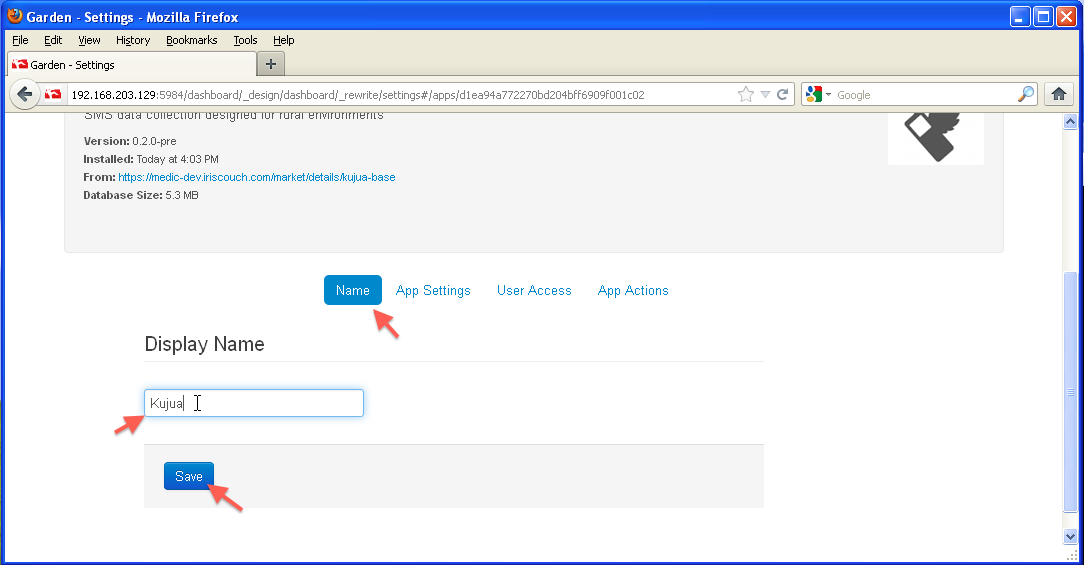 Garden - Settings - Mozilla Firefox
File Edit View History Bookmarks Tools Help
Garden - Settings
192.168.203.129:5984/dashboard/_design/dashboard/_rewrite/settings#/apps/d1ea94a772270bd204bff6909f001c02
Google
SMS data collection designed for rural environments
Version: 0.2.0-pre
Installed: Today at 4:03 PM
From: https://medic-dev.iriscouch.com/market/details/kujua-base
Database Size: 5.3 MB
Name App Settings User Access App Actions
Display Name
Kujua
Save